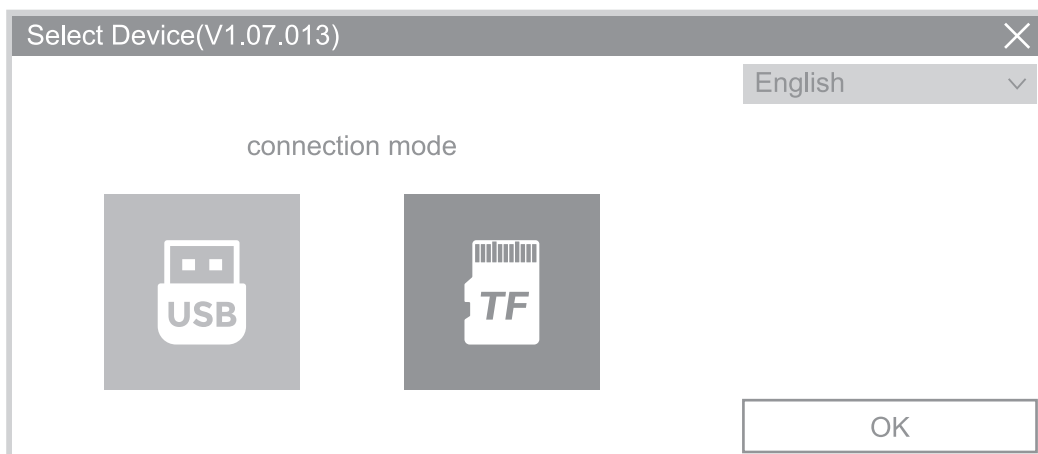 Select Device(V1.07.013)
English
connection mode
USB
TF
OK